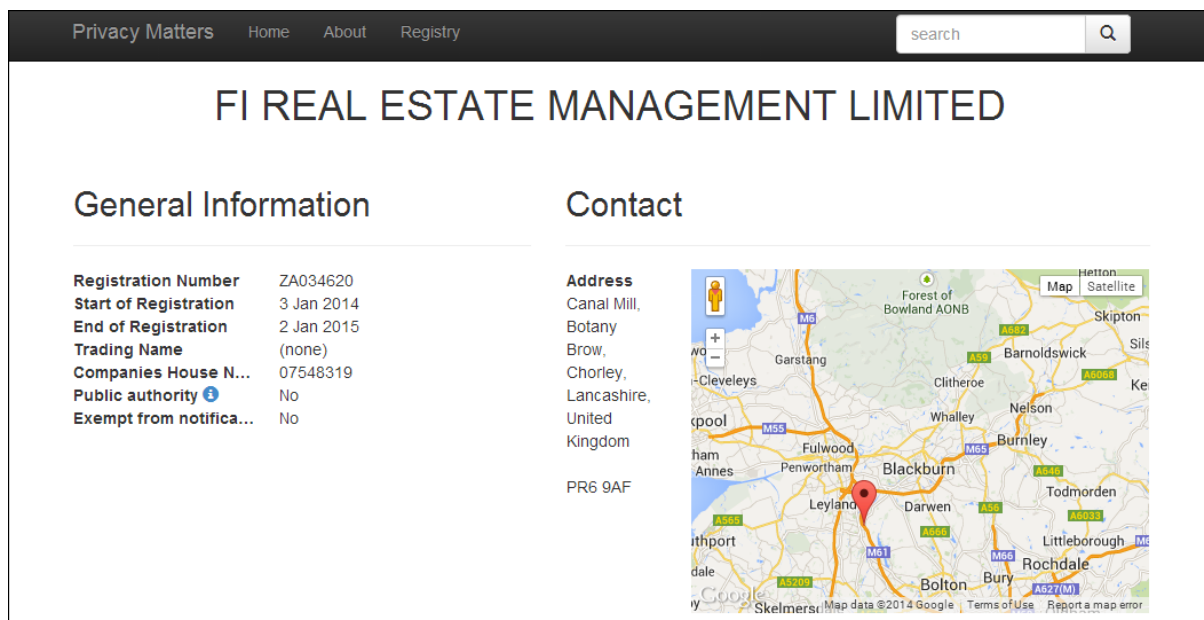 Privacy Matters Home About Registry search
FI REAL ESTATE MANAGEMENT LIMITED
General Information
Registration Number ZA034620
Start of Registration 3 Jan 2014
End of Registration 2 Jan 2015
Trading Name (none)
Companies House N... 07548319
Public authority No
Exempt from notifica... No
Contact
Address
Canal Mill,
Botany
Brow,
Chorley,
Lancashire,
United
Kingdom
PR6 9AF
Hetton
Map Satellite
Forest of
Bowland AONB
M6
Skipton
A682
+
−
wo
Garstang
A59
Barnoldswick
Sils
-Cleveleys
Clitheroe
A6068
Ke
Nelson
Whalley
kpool
M55
Burnley
Fulwood
M65
ham
Annes
Penwortham
Blackburn
A646
Todmorden
Leyland
Darwen
A56
A565
A666
A6033
thport
Littleborough
M6
M61
M66
Rochdale
dale
A5209
Bolton
Bury
A627(M)
Google
Skelmersd
Map data ©2014 Google Terms of Use Report a map error